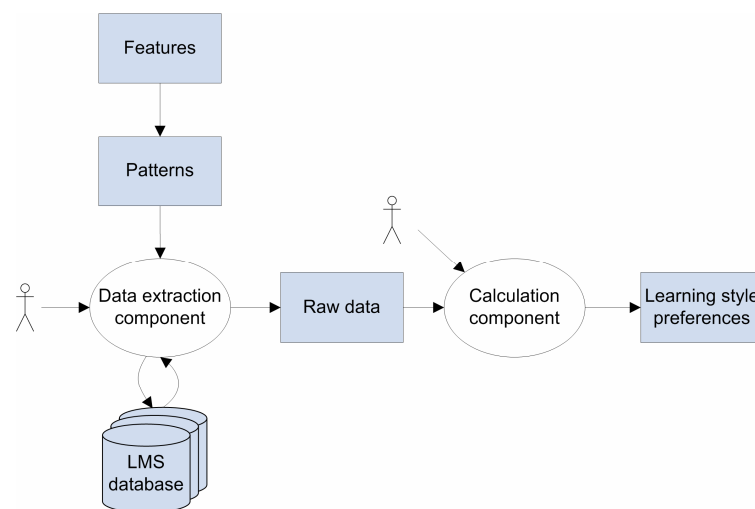 Features
Patterns
Data extraction
component
Raw data
Calculation
component
Learning style
preferences
LMS
database